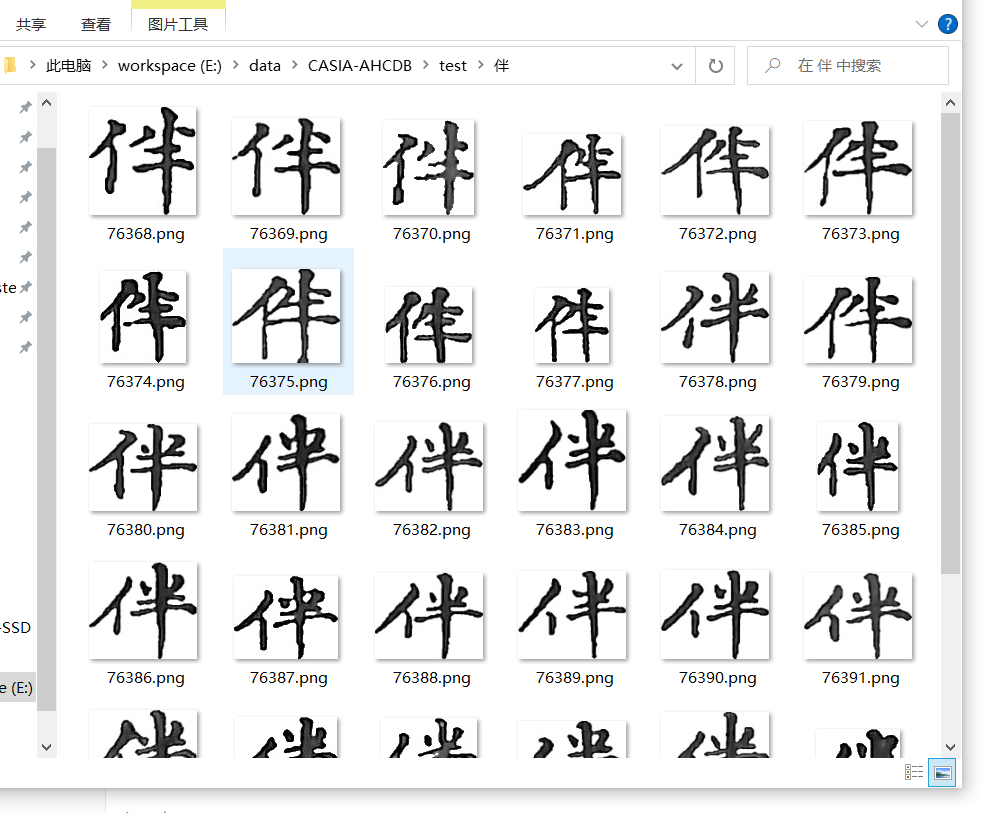 共享 查看 图片工具
此电脑 workspace (E:) data CASIA-AHCDB test 伴 在 伴 中搜索
伴 伴 伴 伴 伴 伴
76368.png 76369.png 76370.png 76371.png 76372.png 76373.png
伴 伴 伴 伴 伴 伴
76374.png 76375.png 76376.png 76377.png 76378.png 76379.png
ste
伴 伴 伴 伴 伴 伴
76380.png 76381.png 76382.png 76383.png 76384.png 76385.png
伴 伴 伴 伴 伴 伴
-SSD
76386.png 76387.png 76388.png 76389.png 76390.png 76391.png
e (E:)